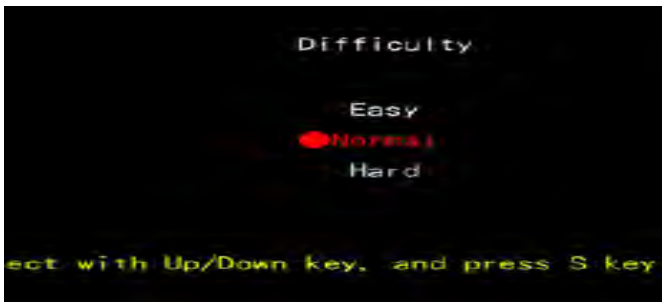 Difficulty
Easy
Normal
Hard
ect with Up/Down key, and press S key